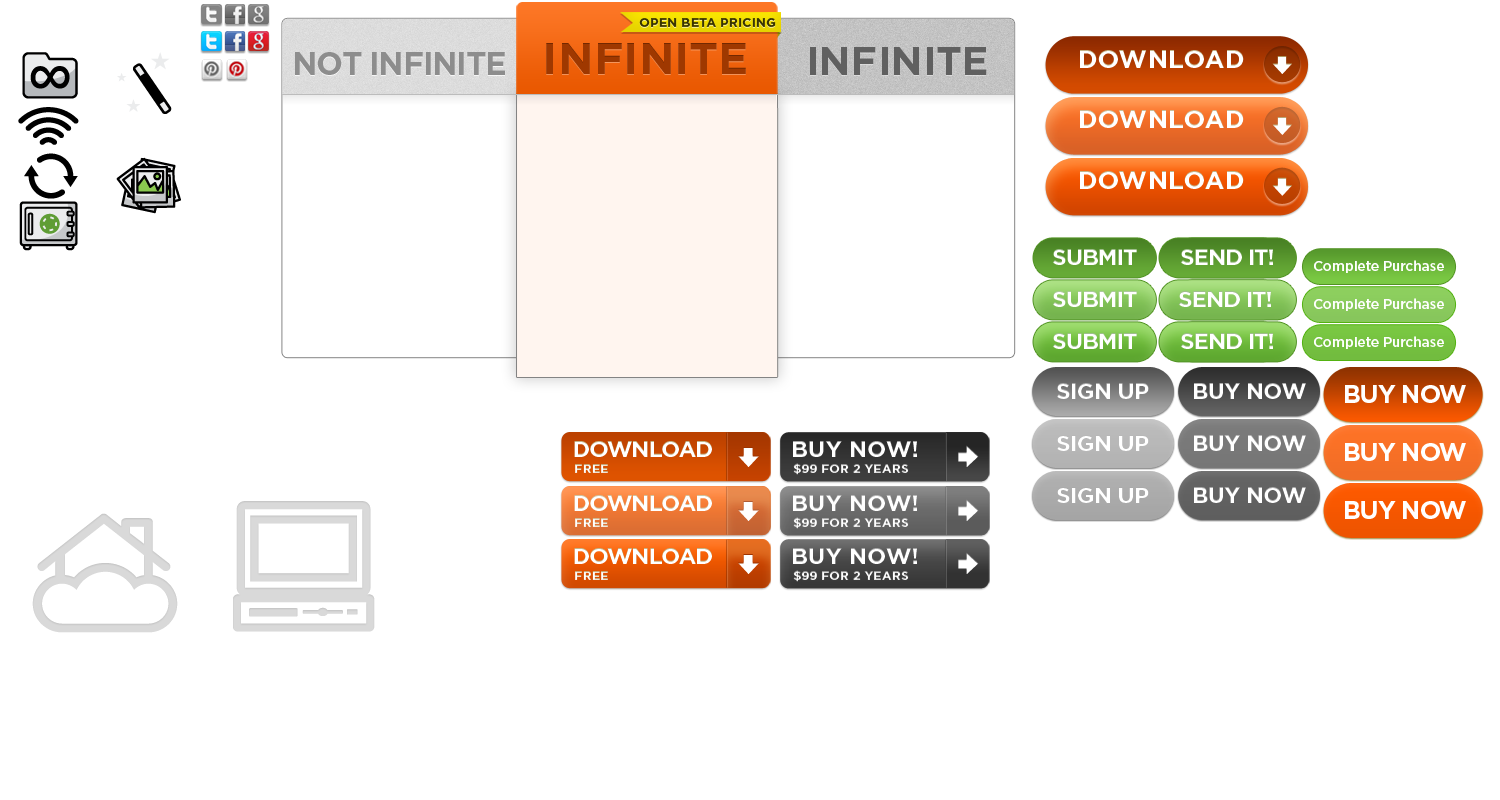 OPEN BETA PRICING
NOT INFINITE
INFINITE
INFINITE
DOWNLOAD
DOWNLOAD
DOWNLOAD
SUBMIT
SEND IT!
Complete Purchase
SUBMIT
SEND IT!
Complete Purchase
SUBMIT
SEND IT!
Complete Purchase
SIGN UP
BUY NOW
BUY NOW
SIGN UP
BUY NOW
BUY NOW
SIGN UP
BUY NOW
BUY NOW
DOWNLOAD
FREE
BUY NOW!
$99 FOR 2 YEARS
DOWNLOAD
FREE
BUY NOW!
$99 FOR 2 YEARS
DOWNLOAD
FREE
BUY NOW!
$99 FOR 2 YEARS